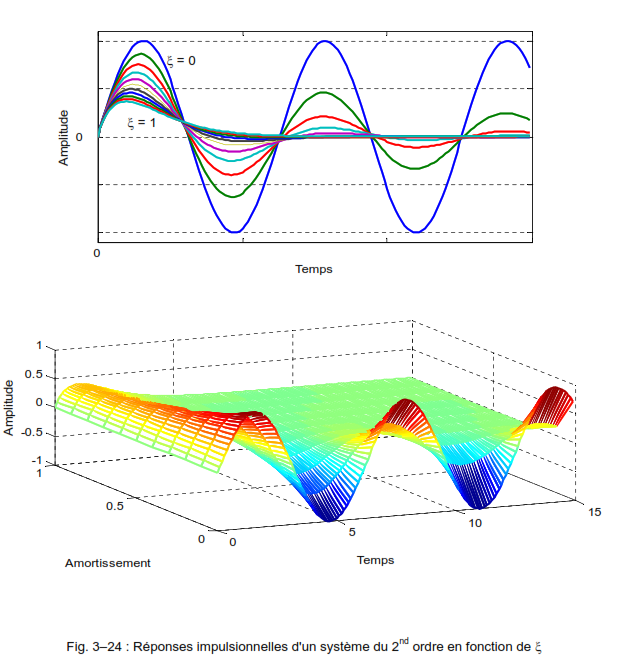 ξ = 0
ξ = 1
Amplitude
0
0
Temps
1
0.5
0
-0.5
-1
Amplitude
1
0.5
0
0
5
10
15
Amortissement
Temps
Fig. 3–24 : Réponses impulsionnelles d'un système du 2nd ordre en fonction de ξ